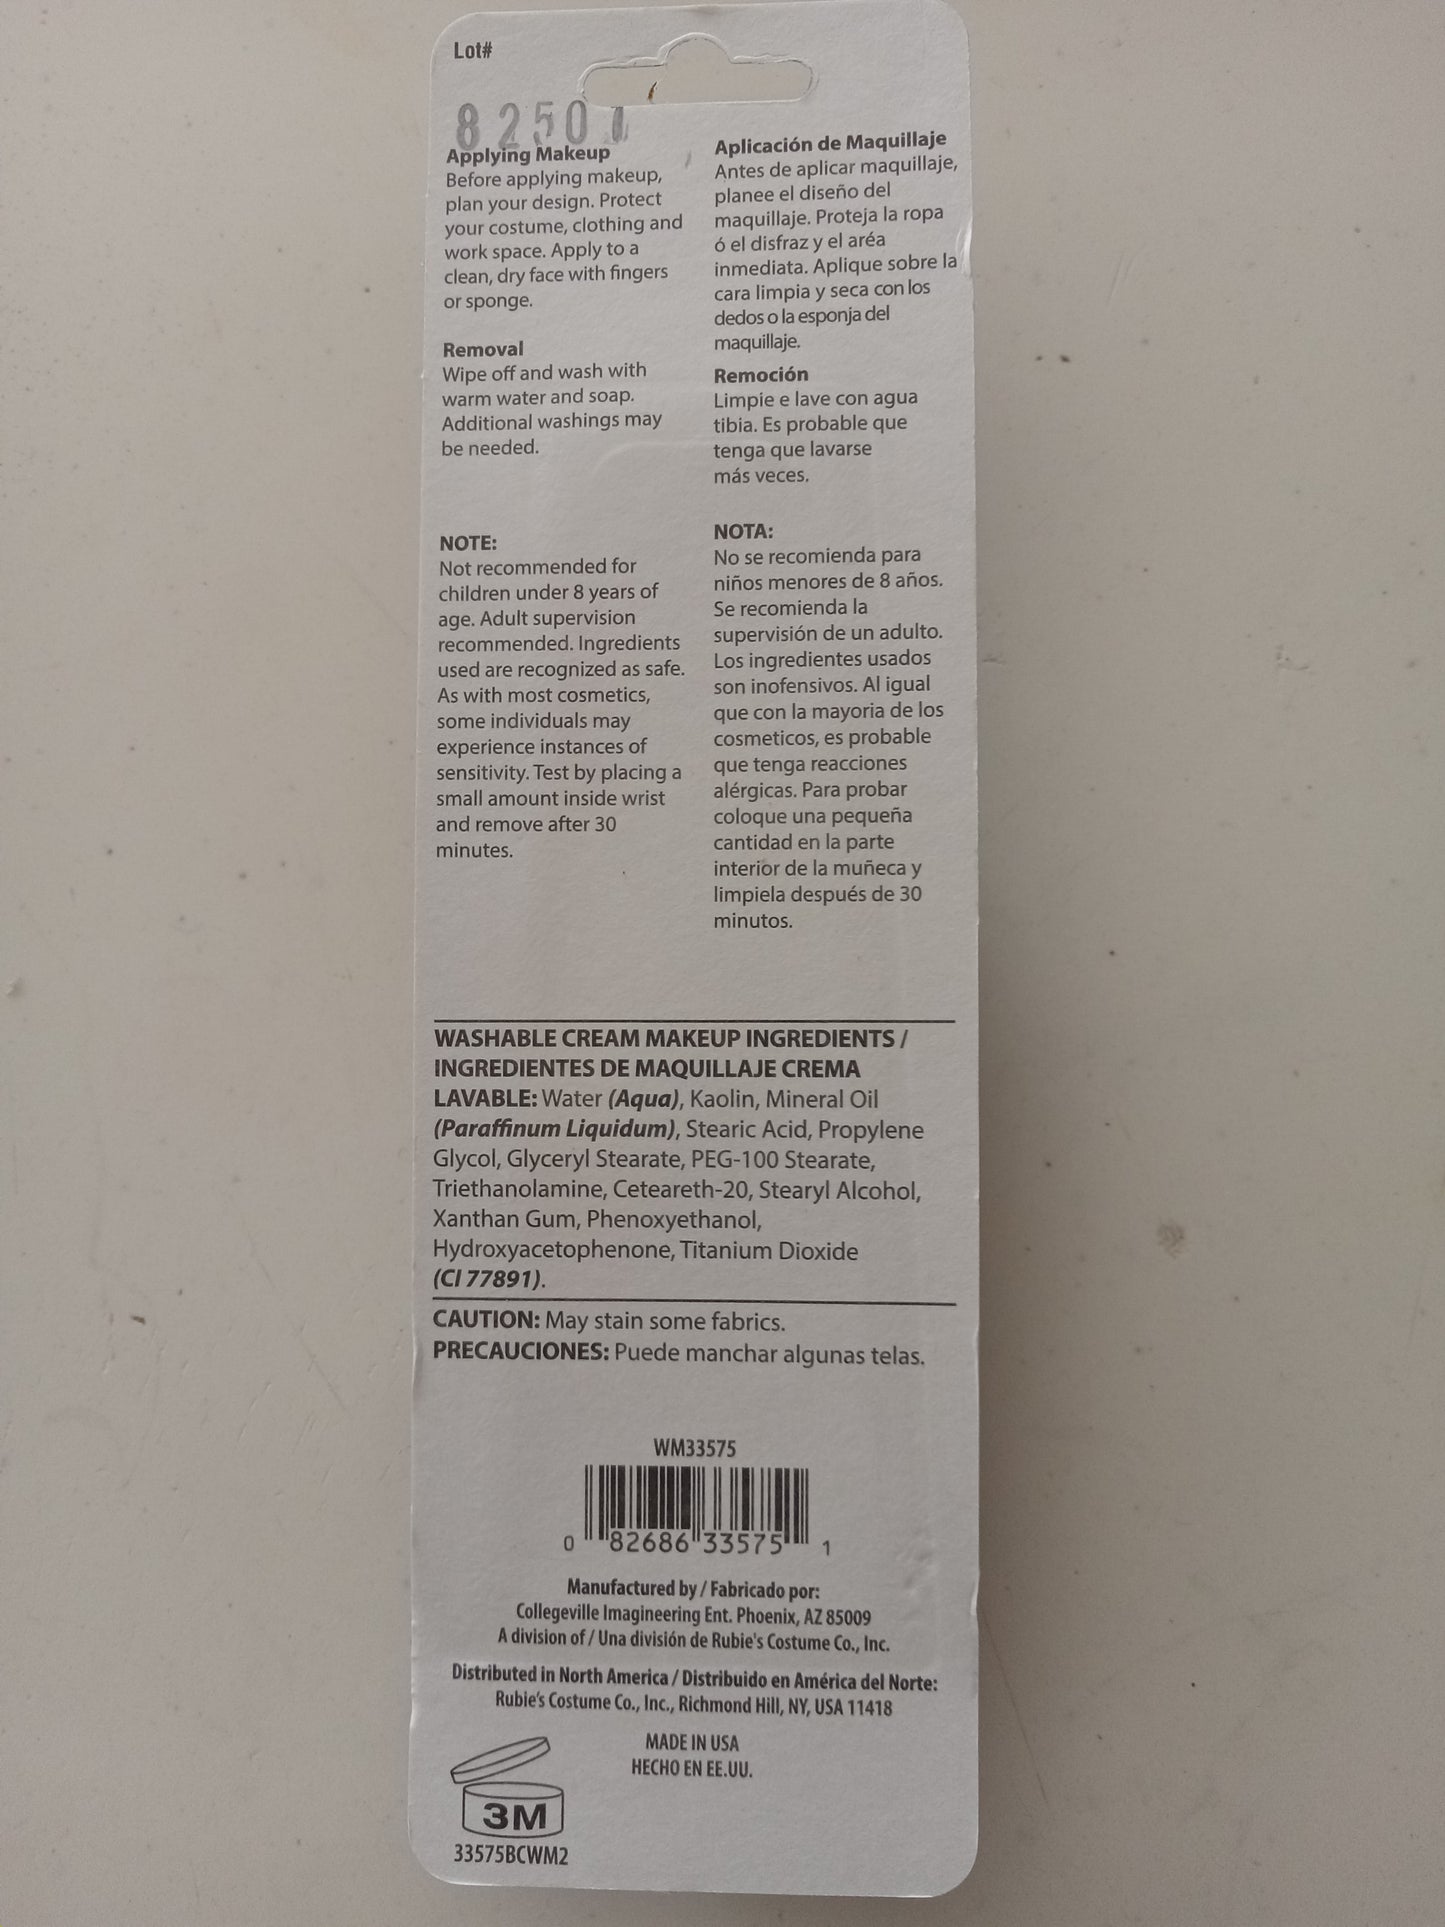 Lot#
82501
Applying Makeup
Before applying makeup,
plan your design. Protect
your costume, clothing and
work space. Apply to a
clean, dry face with fingers
or sponge.
Removal
Wipe off and wash with
warm water and soap.
Additional washings may
be needed.
NOTE:
Not recommended for
children under 8 years of
age. Adult supervision
recommended. Ingredients
used are recognized as safe.
As with most cosmetics,
some individuals may
experience instances of
sensitivity. Test by placing a
small amount inside wrist
and remove after 30
minutes.
Aplicación de Maquillaje
Antes de aplicar maquillaje,
planee el diseño del
maquillaje. Proteja la ropa
ó el disfraz y el aréa
inmediata. Aplique sobre la
cara limpia y seca con los
dedos o la esponja del
maquillaje.
Remoción
Limpie e lave con agua
tibia. Es probable que
tenga que lavarse
más veces.
NOTA:
No se recomienda para
niños menores de 8 años.
Se recomienda la
supervisión de un adulto.
Los ingredientes usados
son inofensivos. Al igual
que con la mayoria de los
cosmeticos, es probable
que tenga reacciones
alérgicas. Para probar
coloque una pequeña
cantidad en la parte
interior de la muñeca y
limpiela después de 30
minutos.
WASHABLE CREAM MAKEUP INGREDIENTS /
INGREDIENTES DE MAQUILLAJE CREMA
LAVABLE: Water (Aqua), Kaolin, Mineral Oil
(Paraffinum Liquidum), Stearic Acid, Propylene
Glycol, Glyceryl Stearate, PEG-100 Stearate,
Triethanolamine, Ceteareth-20, Stearyl Alcohol,
Xanthan Gum, Phenoxyethanol,
Hydroxyacetophenone, Titanium Dioxide
(CI 77891).
CAUTION: May stain some fabrics.
PRECAUCIONES: Puede manchar algunas telas.
WM33575
0 82686 33575 1
Manufactured by / Fabricado por:
Collegeville Imagineering Ent. Phoenix, AZ 85009
A division of / Una división de Rubie's Costume Co., Inc.
Distributed in North America / Distribuido en América del Norte:
Rubie's Costume Co., Inc., Richmond Hill, NY, USA 11418
MADE IN USA
HECHO EN EE.UU.
3M
33575BCWM2